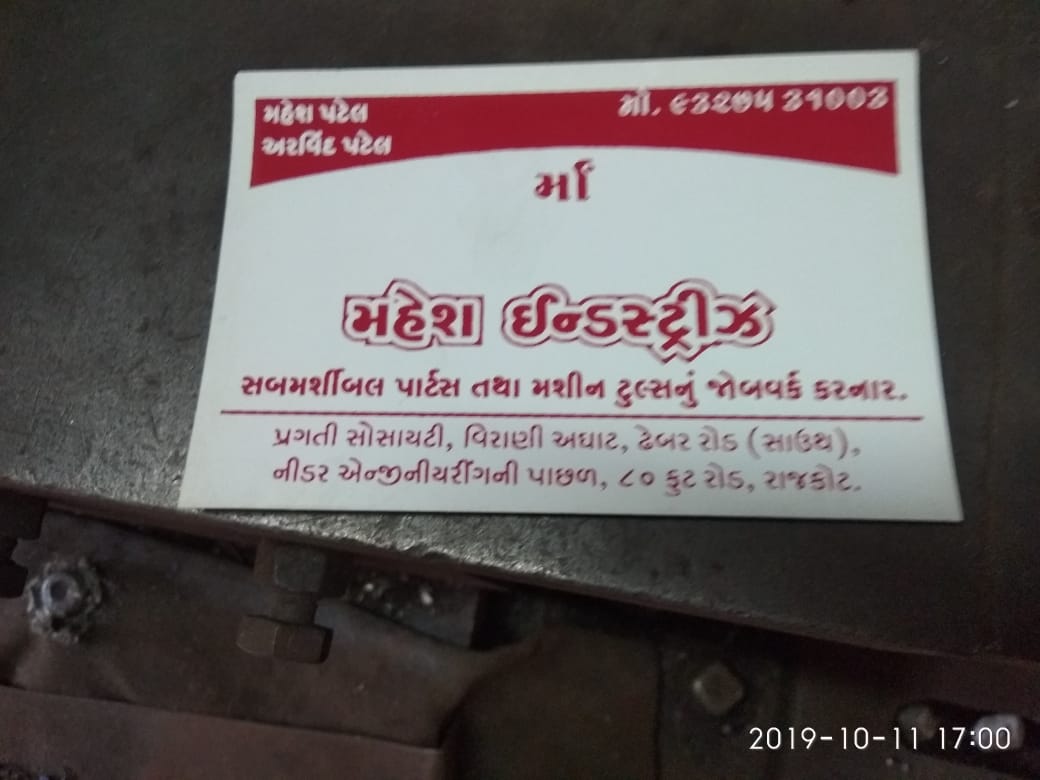 મહેશ પટેલ
અરવિંદ પટેલ
મો. ૯૩૨૭૫ ૩૧૦૦૩
માઁ
મહેશ ઈન્ડસ્ટ્રીઝ
સબમર્શીબલ પાર્ટસ તથા મશીન ટુલ્સનું જોબવર્ક કરનાર.
પ્રગતી સોસાયટી, વિરાણી અઘાટ, ઢેબર રોડ (સાઉથ),
નીડર એન્જીનીયરીંગની પાછળ, ૮૦ ફુટ રોડ, રાજકોટ.
2019-10-11 17:00